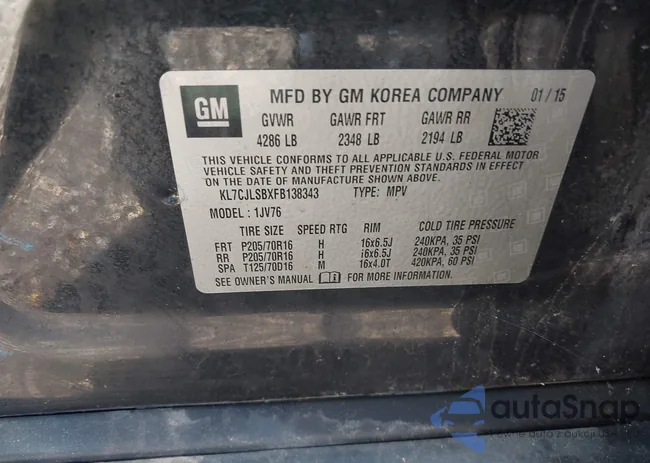 GM
MFD BY GM KOREA COMPANY 01/15
GVWR GAWR FRT GAWR RR
4286 LB 2348 LB 2194 LB
THIS VEHICLE CONFORMS TO ALL APPLICABLE U.S. FEDERAL MOTOR
VEHICLE SAFETY AND THEFT PREVENTION STANDARDS IN EFFECT
ON THE DATE OF MANUFACTURE SHOWN ABOVE.
KL7CJLSBXFB138343 TYPE: MPV
MODEL: 1JV76
TIRE SIZE SPEED RTG RIM COLD TIRE PRESSURE
FRT P205/70R16 H 16x6.5J 240KPA, 35 PSI
RR P205/70R16 H i6x6.5J 240KPA, 35 PSI
SPA T125/70D16 M 16x4.0T 420KPA, 60 PSI
SEE OWNER'S MANUAL FOR MORE INFORMATION.
autoSnap